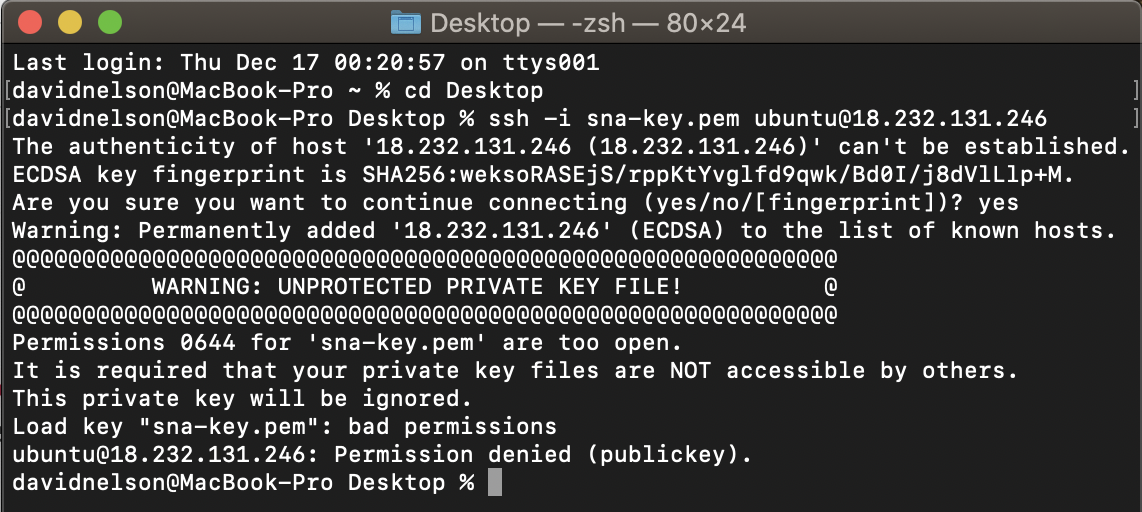 Desktop — -zsh — 80×24
Last login: Thu Dec 17 00:20:57 on ttys001
[davidnelson@MacBook-Pro ~ % cd Desktop ]
[davidnelson@MacBook-Pro Desktop % ssh -i sna-key.pem ubuntu@18.232.131.246 ]
The authenticity of host '18.232.131.246 (18.232.131.246)' can't be established.
ECDSA key fingerprint is SHA256:weksoRASEjS/rppKtYvglfd9qwk/Bd0I/j8dVlLlp+M.
Are you sure you want to continue connecting (yes/no/[fingerprint])? yes
Warning: Permanently added '18.232.131.246' (ECDSA) to the list of known hosts.
@@@@@@@@@@@@@@@@@@@@@@@@@@@@@@@@@@@@@@@@@@@@@@@@@@@@@@@@@@@
@         WARNING: UNPROTECTED PRIVATE KEY FILE!          @
@@@@@@@@@@@@@@@@@@@@@@@@@@@@@@@@@@@@@@@@@@@@@@@@@@@@@@@@@@@
Permissions 0644 for 'sna-key.pem' are too open.
It is required that your private key files are NOT accessible by others.
This private key will be ignored.
Load key "sna-key.pem": bad permissions
ubuntu@18.232.131.246: Permission denied (publickey).
davidnelson@MacBook-Pro Desktop %